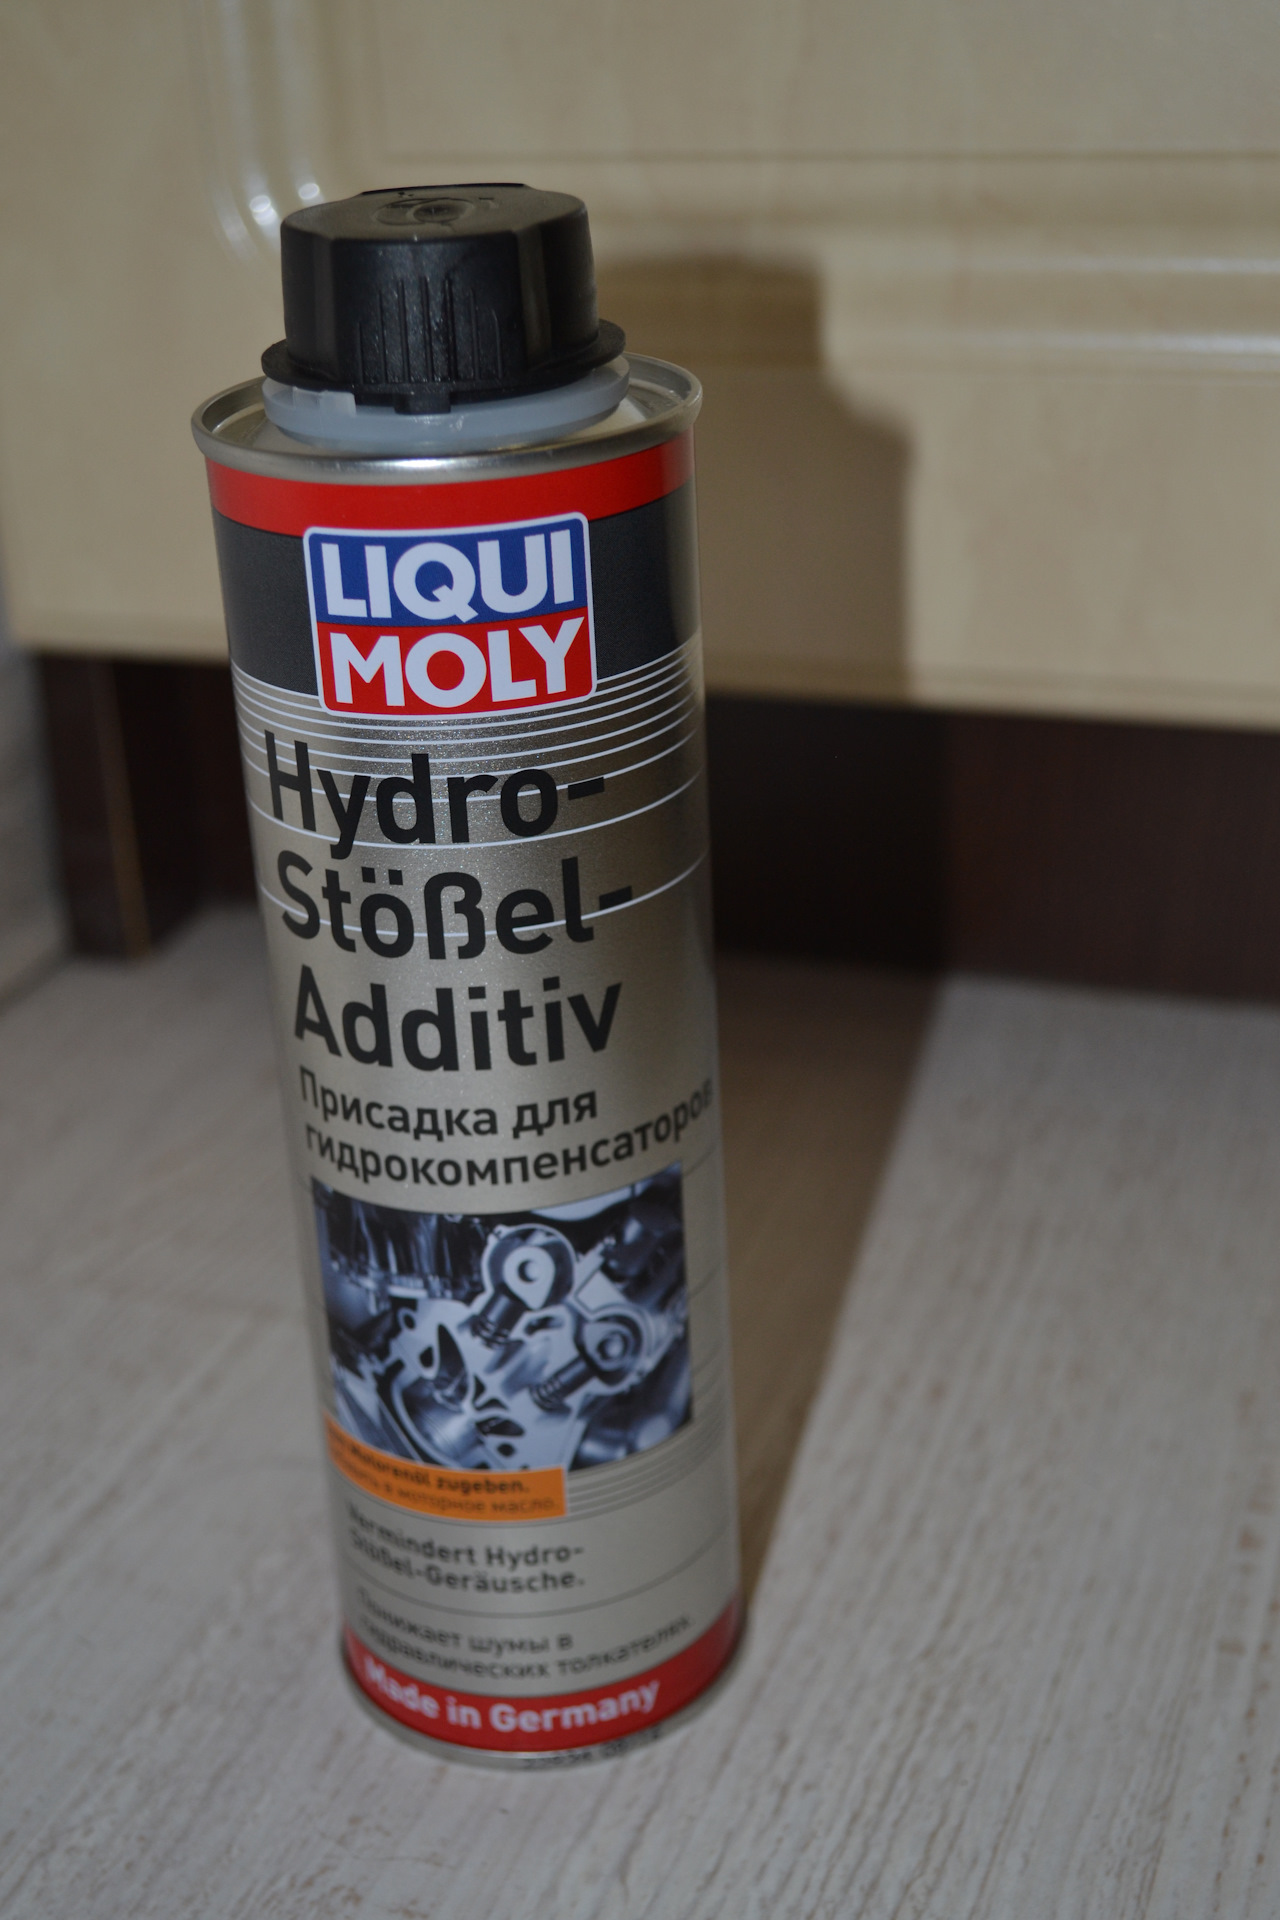 LIQUI
MOLY
Hydro-
Stößel-
Additiv
Присадка для
гидрокомпенсаторов
Motorenöl zugeben.
в моторное масло.
Vermindert Hydro-
Stößel-Geräusche.
Понижает шумы в
гидравлических толкателях.
Made in Germany